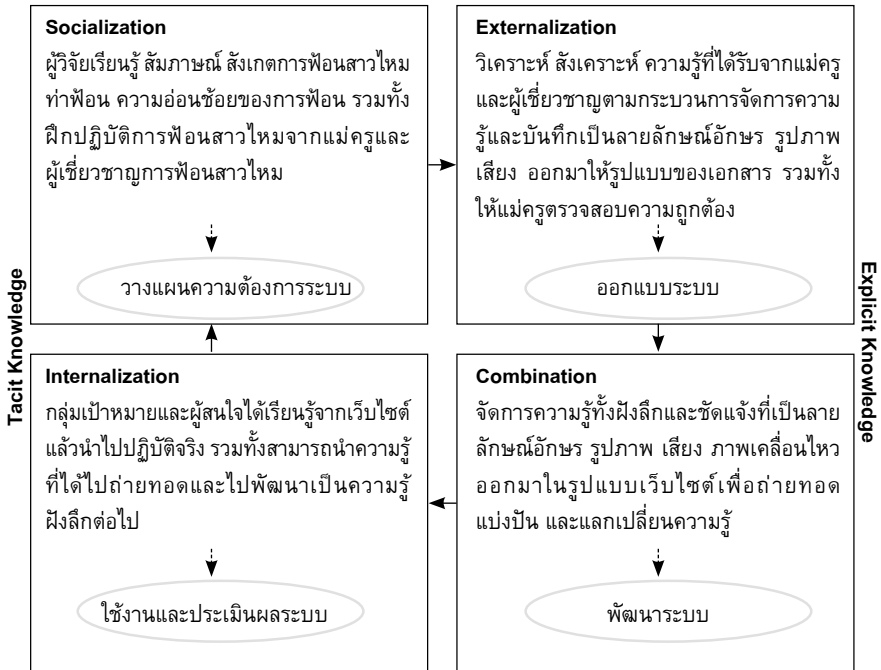 Socialization
ผู้วิจัยเรียนรู้ สัมภาษณ์ สังเกตการฟ้อนสาวไหม
ท่าฟ้อน ความอ่อนช้อยของการฟ้อน รวมทั้ง
ฝึกปฏิบัติการฟ้อนสาวไหมจากแม่ครูและ
ผู้เชี่ยวชาญการฟ้อนสาวไหม
วางแผนความต้องการระบบ
Externalization
วิเคราะห์ สังเคราะห์ ความรู้ที่ได้รับจากแม่ครู
และผู้เชี่ยวชาญตามกระบวนการจัดการความ
รู้และบันทึกเป็นลายลักษณ์อักษร รูปภาพ
เสียง ออกมาให้รูปแบบของเอกสาร รวมทั้ง
ให้แม่ครูตรวจสอบความถูกต้อง
ออกแบบระบบ
Tacit Knowledge
Explicit Knowledge
Internalization
กลุ่มเป้าหมายและผู้สนใจได้เรียนรู้จากเว็บไซต์
แล้วนำไปปฏิบัติจริง รวมทั้งสามารถนำความรู้
ที่ได้ไปถ่ายทอดและไปพัฒนาเป็นความรู้
ฝังลึกต่อไป
ใช้งานและประเมินผลระบบ
Combination
จัดการความรู้ทั้งฝังลึกและชัดแจ้งที่เป็นลาย
ลักษณ์อักษร รูปภาพ เสียง ภาพเคลื่อนไหว
ออกมาในรูปแบบเว็บไซต์เพื่อถ่ายทอด
แบ่งปัน และแลกเปลี่ยนความรู้
พัฒนาระบบ